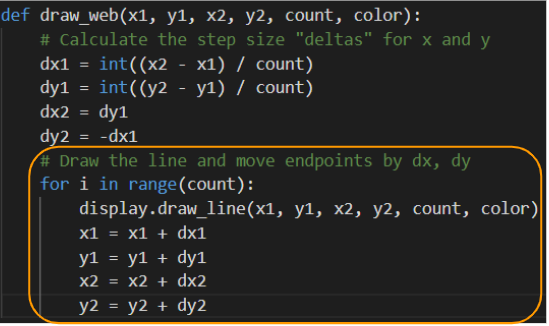 def draw_web(x1, y1, x2, y2, count, color):
    # Calculate the step size "deltas" for x and y
    dx1 = int((x2 - x1) / count)
    dy1 = int((y2 - y1) / count)
    dx2 = dy1
    dy2 = -dx1
    # Draw the line and move endpoints by dx, dy
    for i in range(count):
        display.draw_line(x1, y1, x2, y2, count, color)
        x1 = x1 + dx1
        y1 = y1 + dy1
        x2 = x2 + dx2
        y2 = y2 + dy2